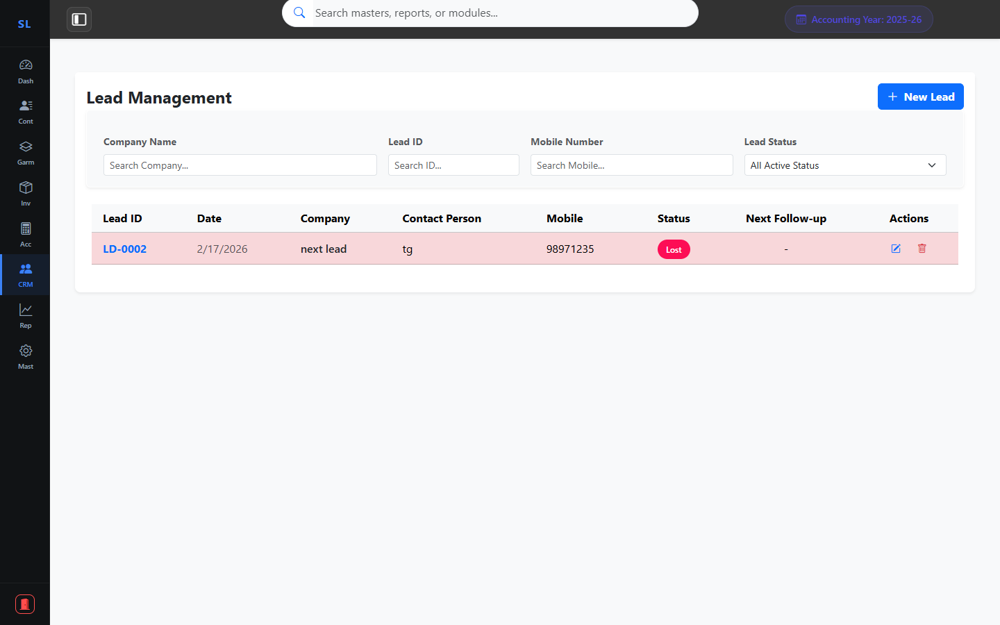 SL
Search masters, reports, or modules...
Accounting Year: 2025-26
Dash
Cont
Garm
Inv
Acc
CRM
Rep
Mast
Lead Management
New Lead
Company Name Lead ID Mobile Number Lead Status
Search Company... Search ID... Search Mobile... All Active Status
Lead ID Date Company Contact Person Mobile Status Next Follow-up Actions
LD-0002 2/17/2026 next lead tg 98971235 Lost -